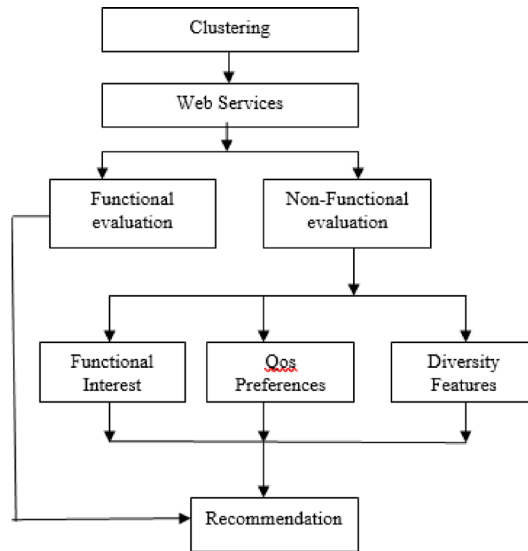 Clustering
Web Services
Functional
evaluation
Non-Functional
evaluation
Functional
Interest
Qos
Preferences
Diversity
Features
Recommendation